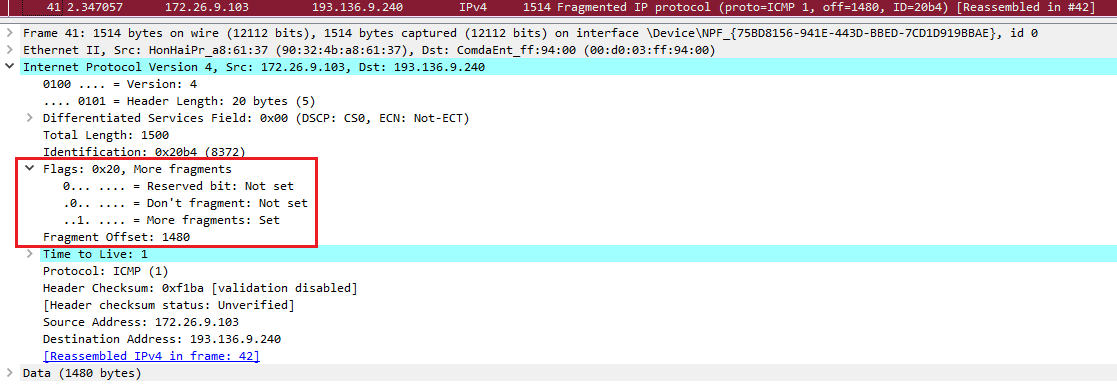 41 2.347057 172.26.9.103 193.136.9.240 IPv4 1514 Fragmented IP protocol (proto=ICMP 1, off=1480, ID=20b4) [Reassembled in #42]
Frame 41: 1514 bytes on wire (12112 bits), 1514 bytes captured (12112 bits) on interface \Device\NPF_{75BD8156-941E-443D-BBED-7CD1D919BBAE}, id 0
Ethernet II, Src: HonHaiPr_a8:61:37 (90:32:4b:a8:61:37), Dst: ComdaEnt_ff:94:00 (00:d0:03:ff:94:00)
Internet Protocol Version 4, Src: 172.26.9.103, Dst: 193.136.9.240
0100 .... = Version: 4
.... 0101 = Header Length: 20 bytes (5)
Differentiated Services Field: 0x00 (DSCP: CS0, ECN: Not-ECT)
Total Length: 1500
Identification: 0x20b4 (8372)
Flags: 0x20, More fragments
0... .... = Reserved bit: Not set
.0.. .... = Don't fragment: Not set
..1. .... = More fragments: Set
Fragment Offset: 1480
Time to Live: 1
Protocol: ICMP (1)
Header Checksum: 0xf1ba [validation disabled]
[Header checksum status: Unverified]
Source Address: 172.26.9.103
Destination Address: 193.136.9.240
[Reassembled IPv4 in frame: 42]
Data (1480 bytes)